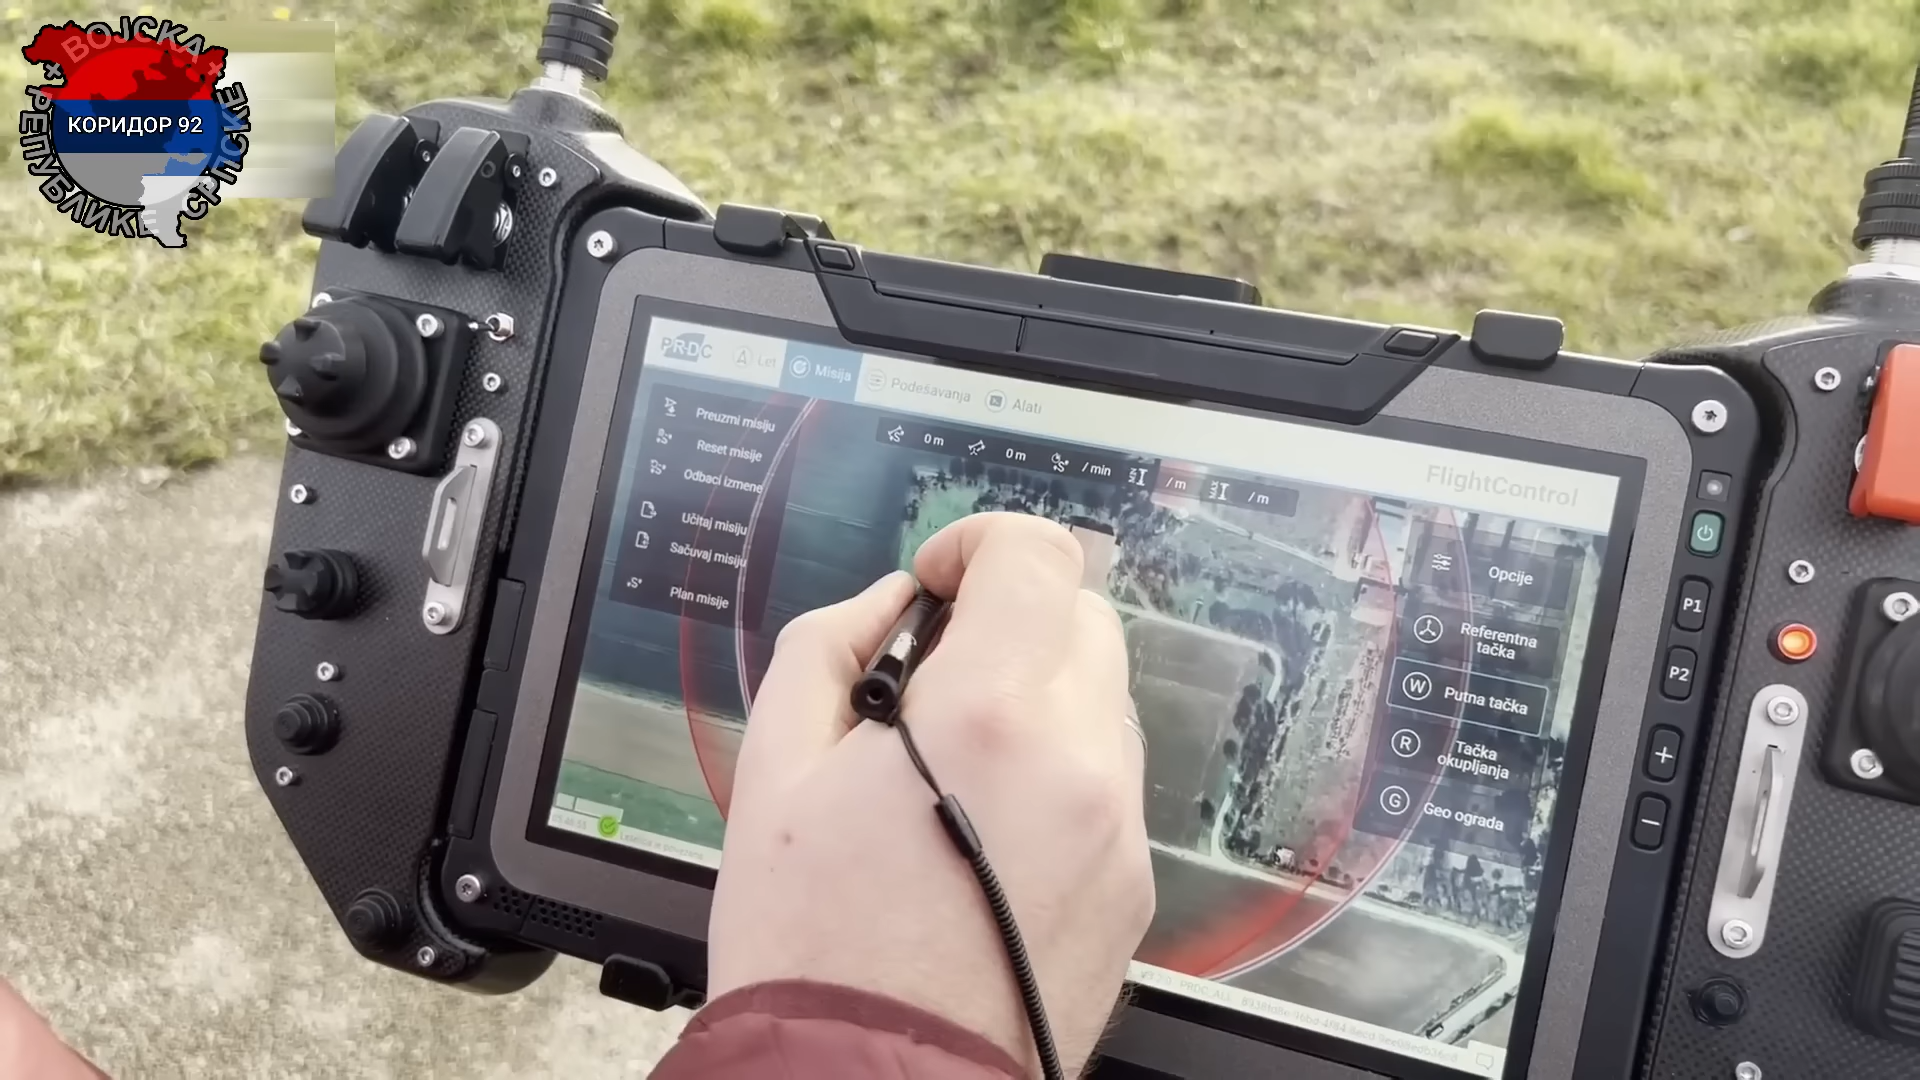 ВОЈСКА
РЕПУБЛИКЕ
СРПСКЕ
КОРИДОР 92
PRDC
Let
Misija
Podešavanja
Alati
FlightControl
Preuzmi misiju
Reset misije
Odbaci izmene
Učitaj misiju
Sačuvaj misiju
Plan misije
0 m
0 m
/ min
/ m
/ m
Opcije
Referentna
tačka
W
Putna tačka
R
Tačka
okupljanja
G
Geo ograda
P1
P2
+
−